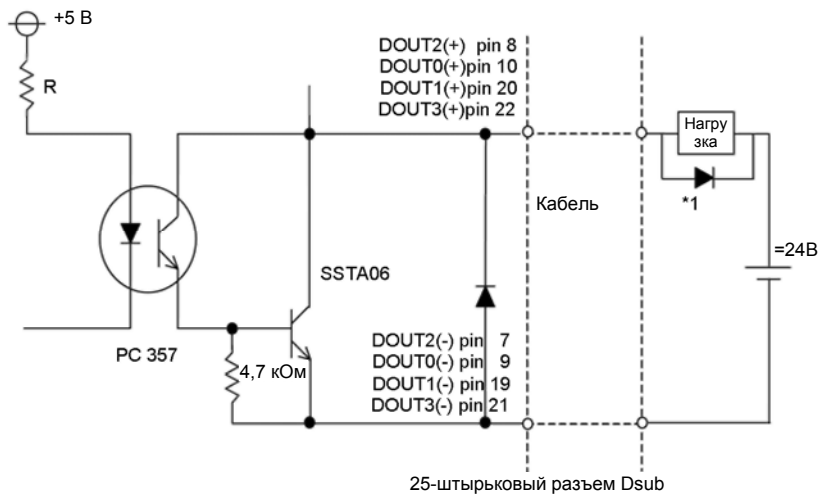 +5 В
R
DOUT2(+) pin 8
DOUT0(+)pin 10
DOUT1(+)pin 20
DOUT3(+)pin 22
Нагру
зка
*1
Кабель
=24В
SSTA06
PC 357
4,7 кОм
DOUT2(-) pin 7
DOUT0(-) pin 9
DOUT1(-) pin 19
DOUT3(-) pin 21
25-штырьковый разъем Dsub